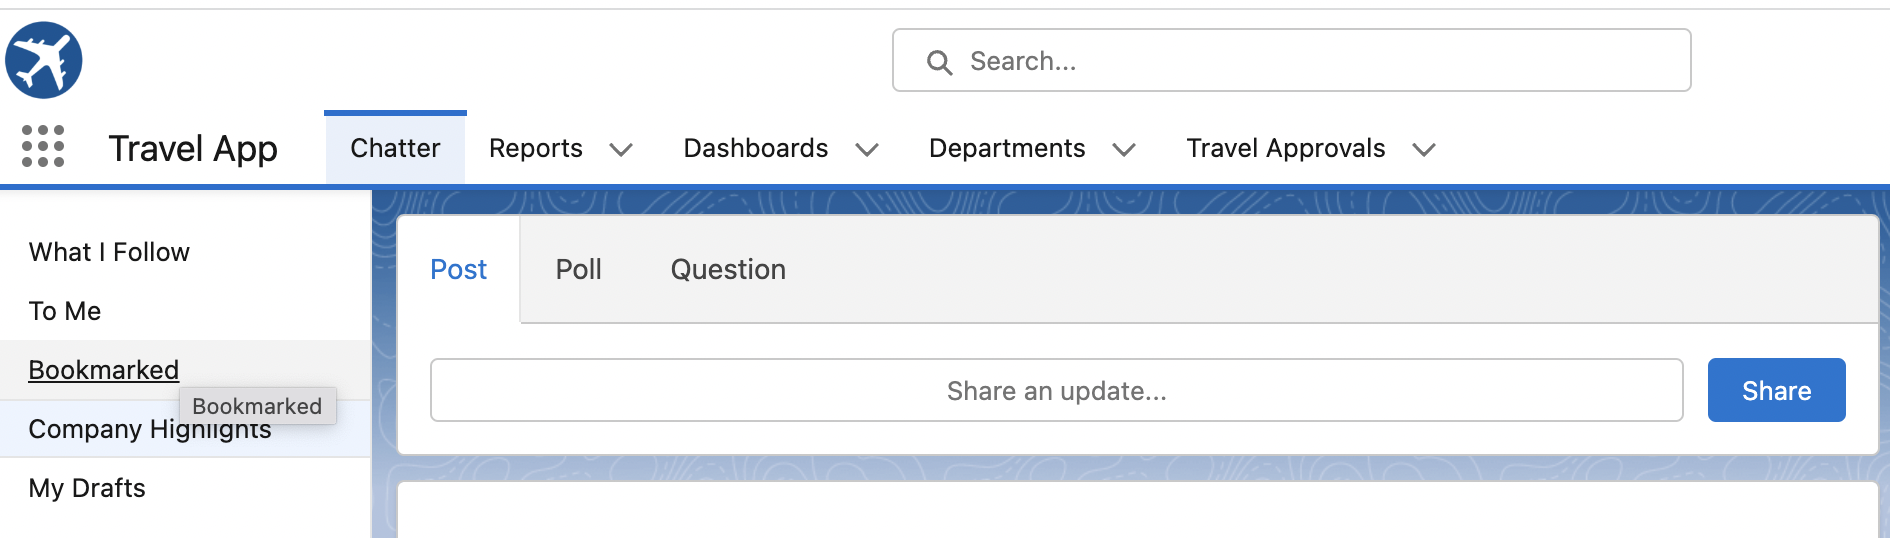 Search...
Travel App Chatter Reports Dashboards Departments Travel Approvals
What I Follow
To Me
Bookmarked
Bookmarked
Company Highlights
My Drafts
Post Poll Question
Share an update... Share